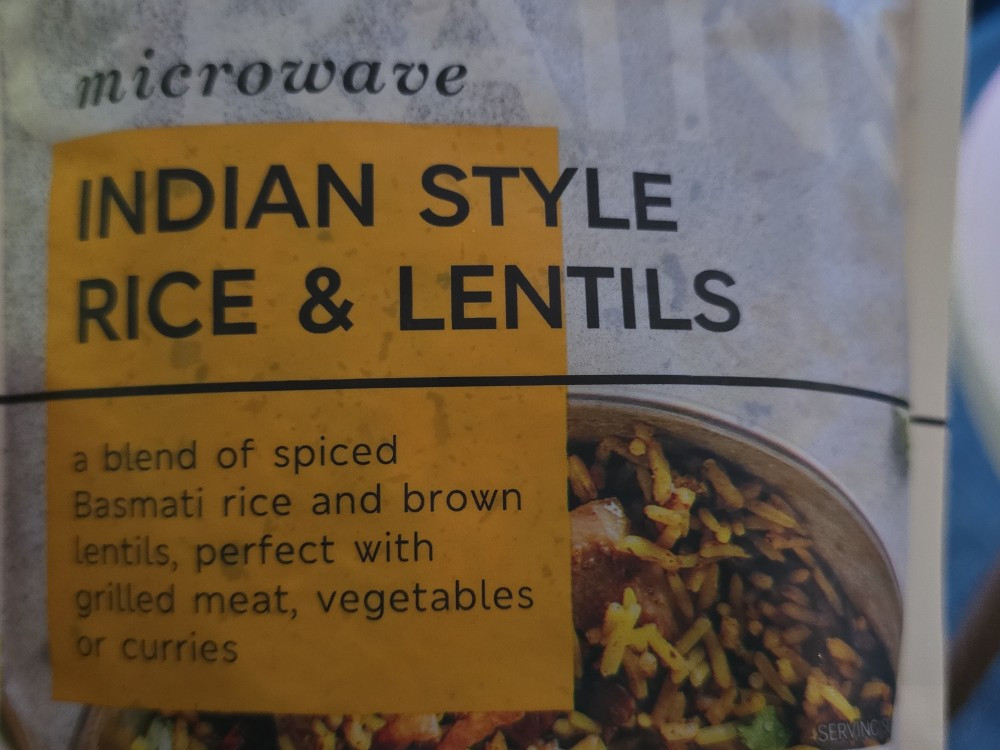 microwave
INDIAN STYLE
RICE & LENTILS
a blend of spiced
Basmati rice and brown
lentils, perfect with
grilled meat, vegetables
or curries
SERVING